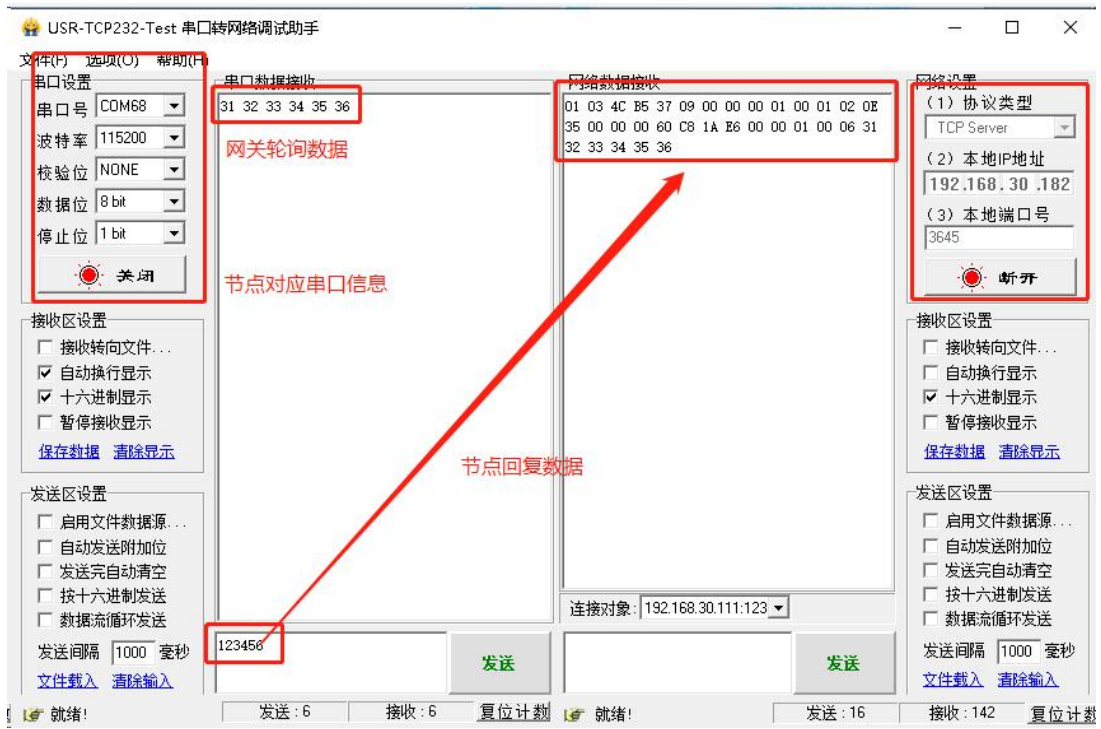 USR-TCP232-Test 串口转网络调试助手
文件(F) 选项(O) 帮助(H)
串口设置
串口号 COM68
波特率 115200
校验位 NONE
数据位 8 bit
停止位 1 bit
关闭
接收区设置
接收转向文件...
自动换行显示
十六进制显示
暂停接收显示
保存数据 清除显示
发送区设置
启用文件数据源...
自动发送附加位
发送完自动清空
按十六进制发送
数据流循环发送
发送间隔 1000 毫秒
文件载入 清除输入
就绪!
串口数据接收
31 32 33 34 35 36
网关轮询数据
节点对应串口信息
节点回复数据
123456
发送
发送 : 6 接收 : 6 复位计数
网络数据接收
01 03 4C B5 37 09 00 00 00 01 00 01 02 0E
35 00 00 00 60 C8 1A E6 00 00 01 00 06 31
32 33 34 35 36
连接对象: 192.168.30.111:123
发送
就绪!
发送 : 16 接收 : 142 复位计数
网络设置
(1) 协议类型
TCP Server
(2) 本地IP地址
192.168. 30 .182
(3) 本地端口号
3645
断开
接收区设置
接收转向文件...
自动换行显示
十六进制显示
暂停接收显示
保存数据 清除显示
发送区设置
启用文件数据源...
自动发送附加位
发送完自动清空
按十六进制发送
数据流循环发送
发送间隔 1000 毫秒
文件载入 清除输入